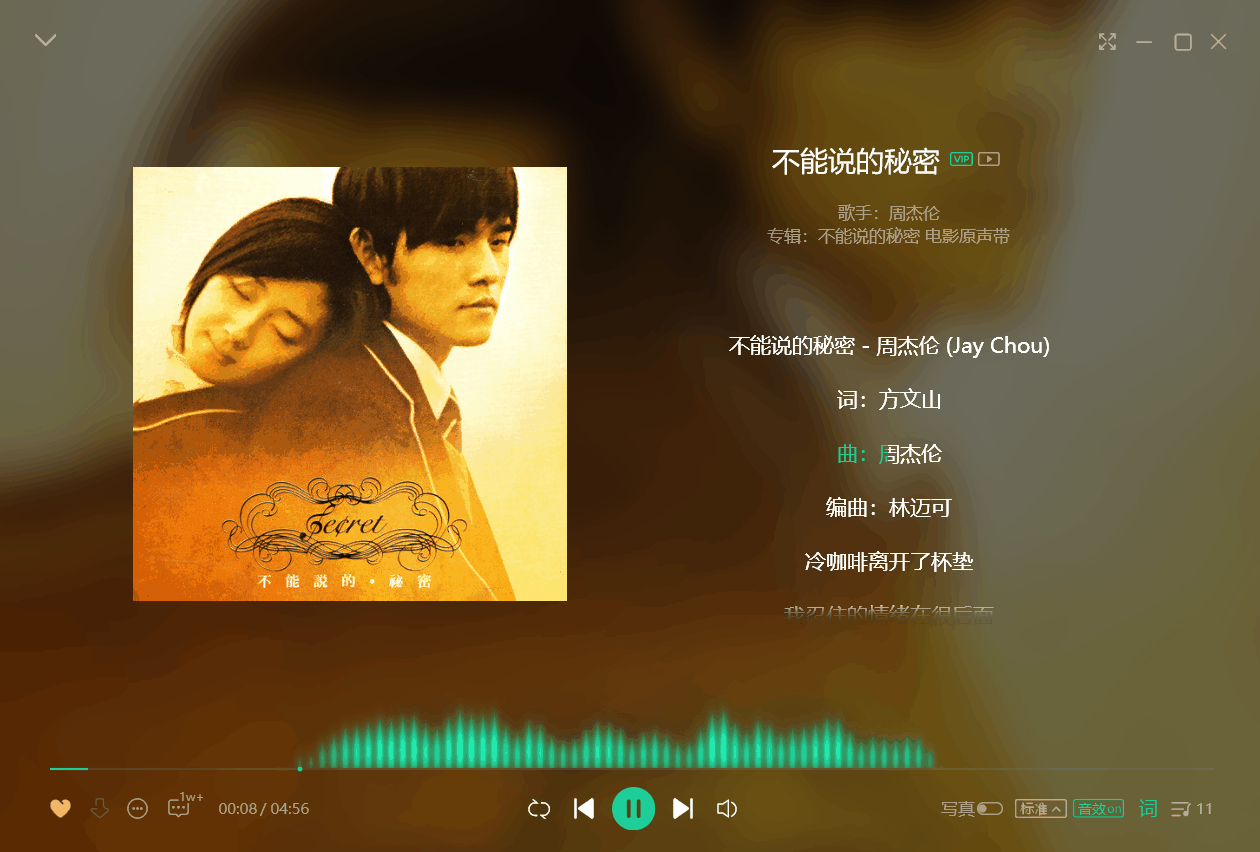 不能说的秘密 VIP
歌手：周杰伦
专辑：不能说的秘密 电影原声带
不能说的秘密 - 周杰伦 (Jay Chou)
词：方文山
曲：周杰伦
编曲：林迈可
冷咖啡离开了杯垫
我忍住的情绪在很后面
Secret
不能說的·祕密
1w+
00:08 / 04:56
写真
标准
音效on
词
11